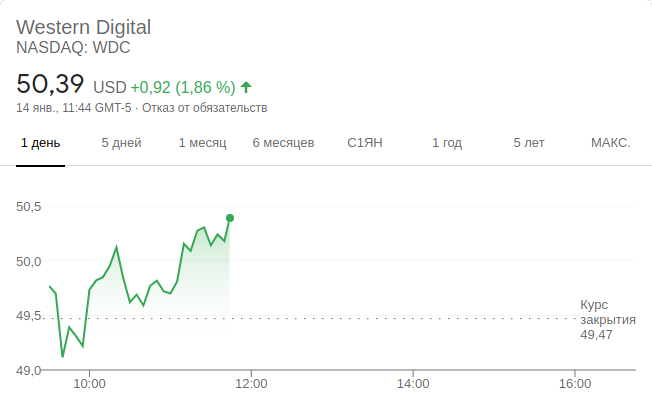 Western Digital
NASDAQ: WDC
50,39 USD +0,92 (1,86 %)
14 янв., 11:44 GMT-5 · Отказ от обязательств
1 день 5 дней 1 месяц 6 месяцев С1ЯН 1 год 5 лет МАКС.
50,5
50,0
49,5
Курс
закрытия
49,47
49,0
10:00 12:00 14:00 16:00